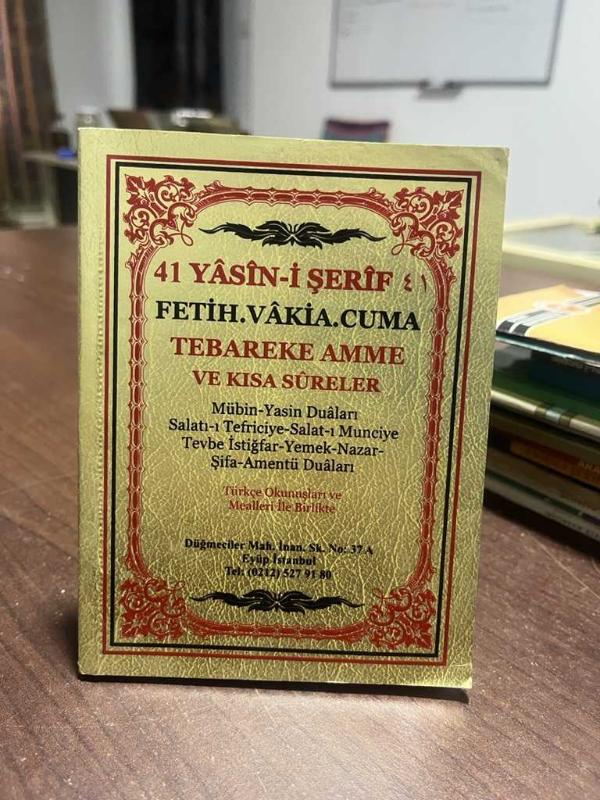 41 YÂSÎN-İ ŞERÎF ٤١
FETİH.VÂKİA.CUMA
TEBAREKE AMME
VE KISA SÛRELER
Mübin-Yasin Duâları
Salatı-ı Tefriciye-Salat-ı Munciye
Tevbe İstiğfar-Yemek-Nazar-
Şifa-Amentü Duâları
Türkçe Okunuşları ve
Mealleri İle Birlikte
Düğmeciler Mah. İnan. Sk. No: 37 A
Eyüp İstanbul
Tel: (0212) 527 91 80